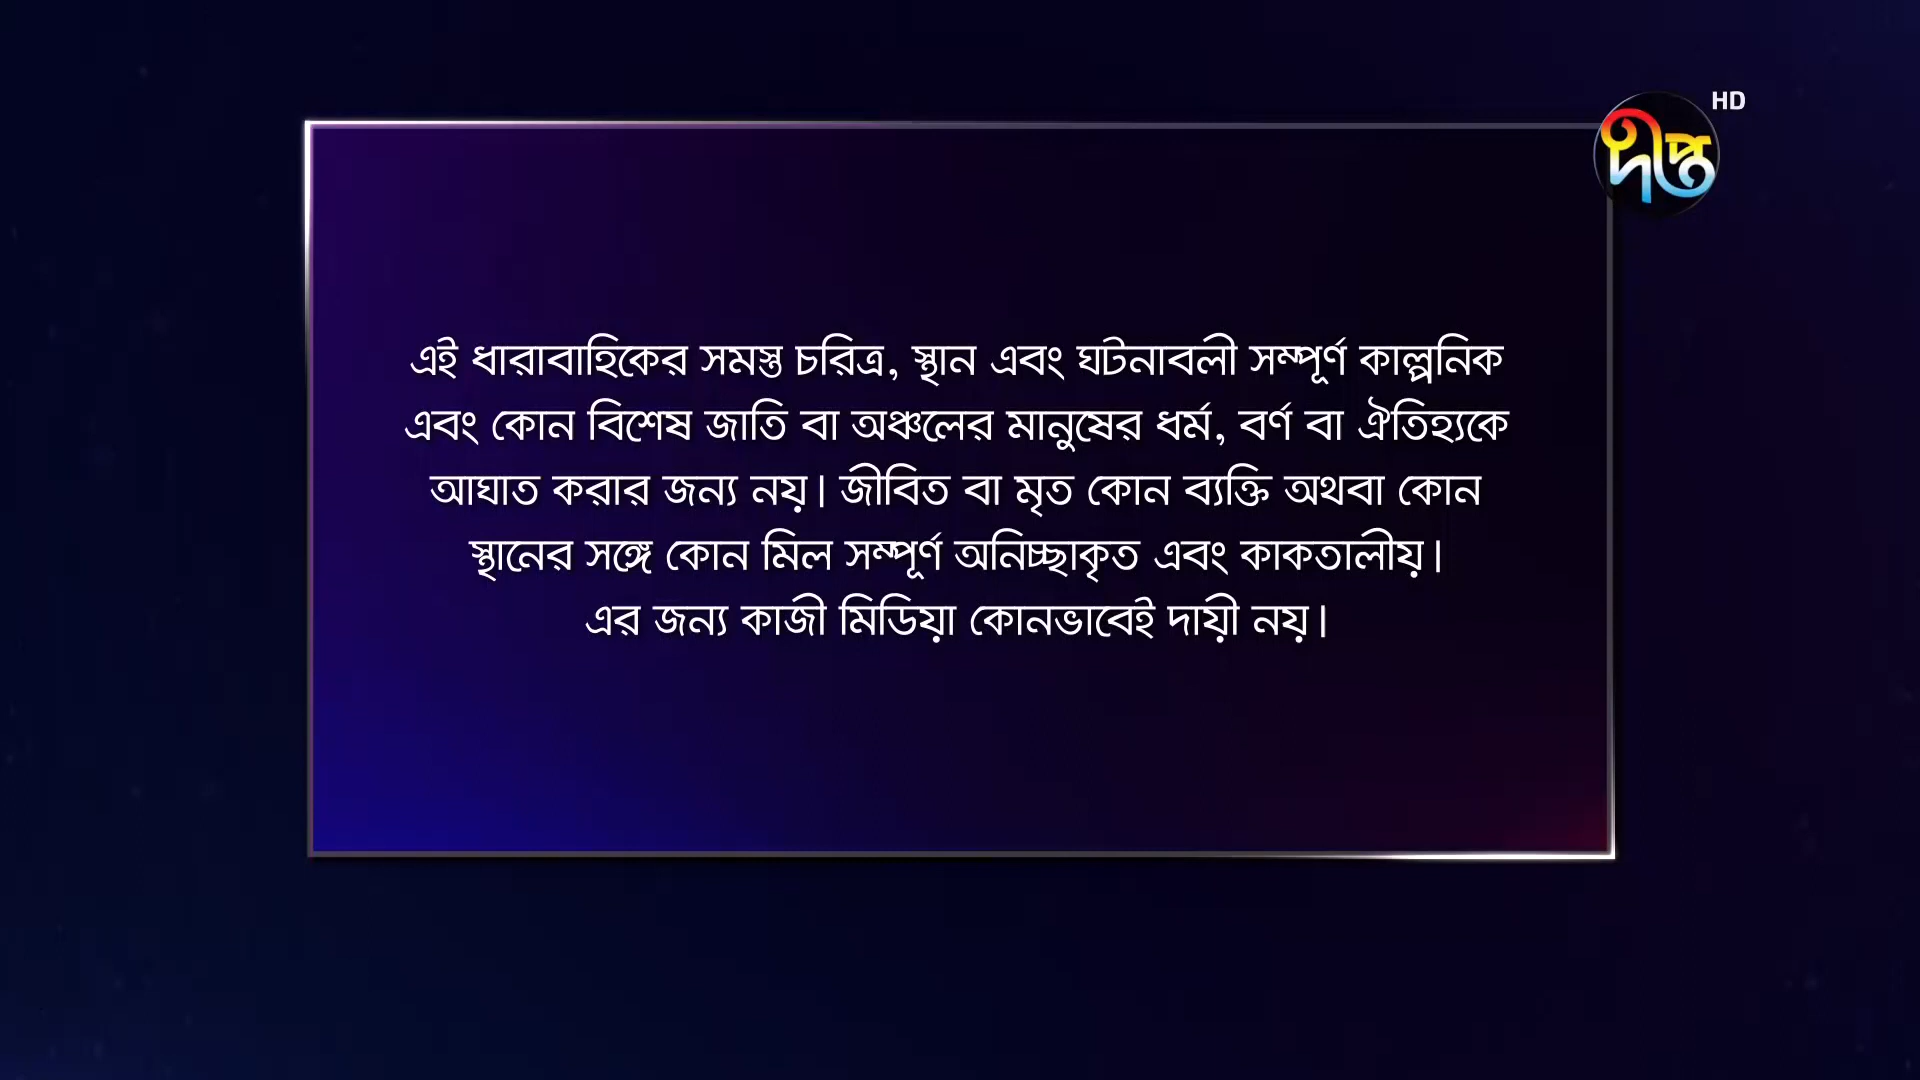 HD
দীপ্ত
এই ধারাবাহিকের সমস্ত চরিত্র, স্থান এবং ঘটনাবলী সম্পূর্ণ কাল্পনিক
এবং কোন বিশেষ জাতি বা অঞ্চলের মানুষের ধর্ম, বর্ণ বা ঐতিহ্যকে
আঘাত করার জন্য নয়। জীবিত বা মৃত কোন ব্যক্তি অথবা কোন
স্থানের সঙ্গে কোন মিল সম্পূর্ণ অনিচ্ছাকৃত এবং কাকতালীয়।
এর জন্য কাজী মিডিয়া কোনভাবেই দায়ী নয়।